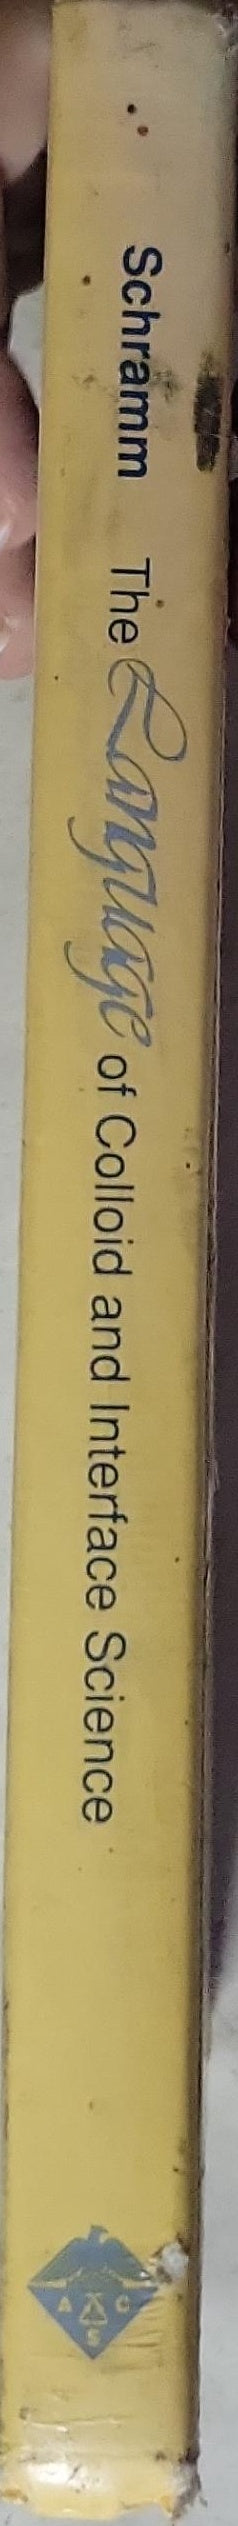 Schramm The Language of Colloid and Interface Science
A C S